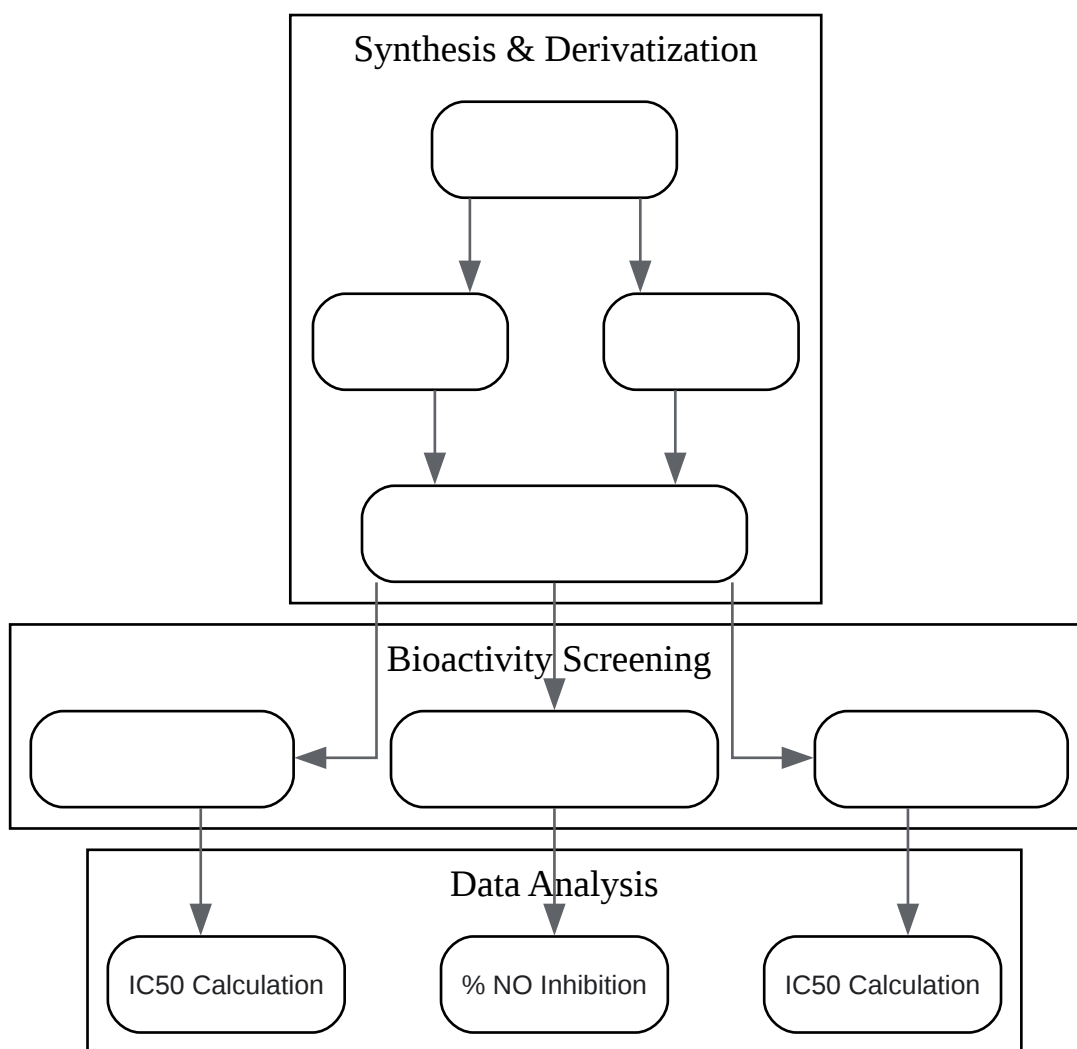 Synthesis & Derivatization
Bioactivity Screening
Data Analysis
IC50 Calculation
% NO Inhibition
IC50 Calculation